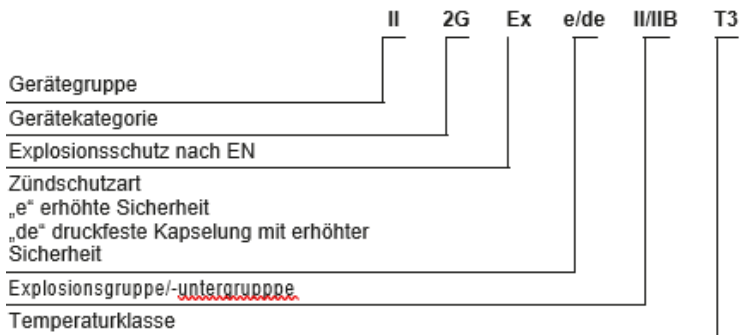 II 2G Ex e/de II/IIB T3
Gerätegruppe
Gerätekategorie
Explosionsschutz nach EN
Zündschutzart
„e“ erhöhte Sicherheit
„de“ druckfeste Kapselung mit erhöhter
Sicherheit
Explosionsgruppe/-untergrupppe
Temperaturklasse